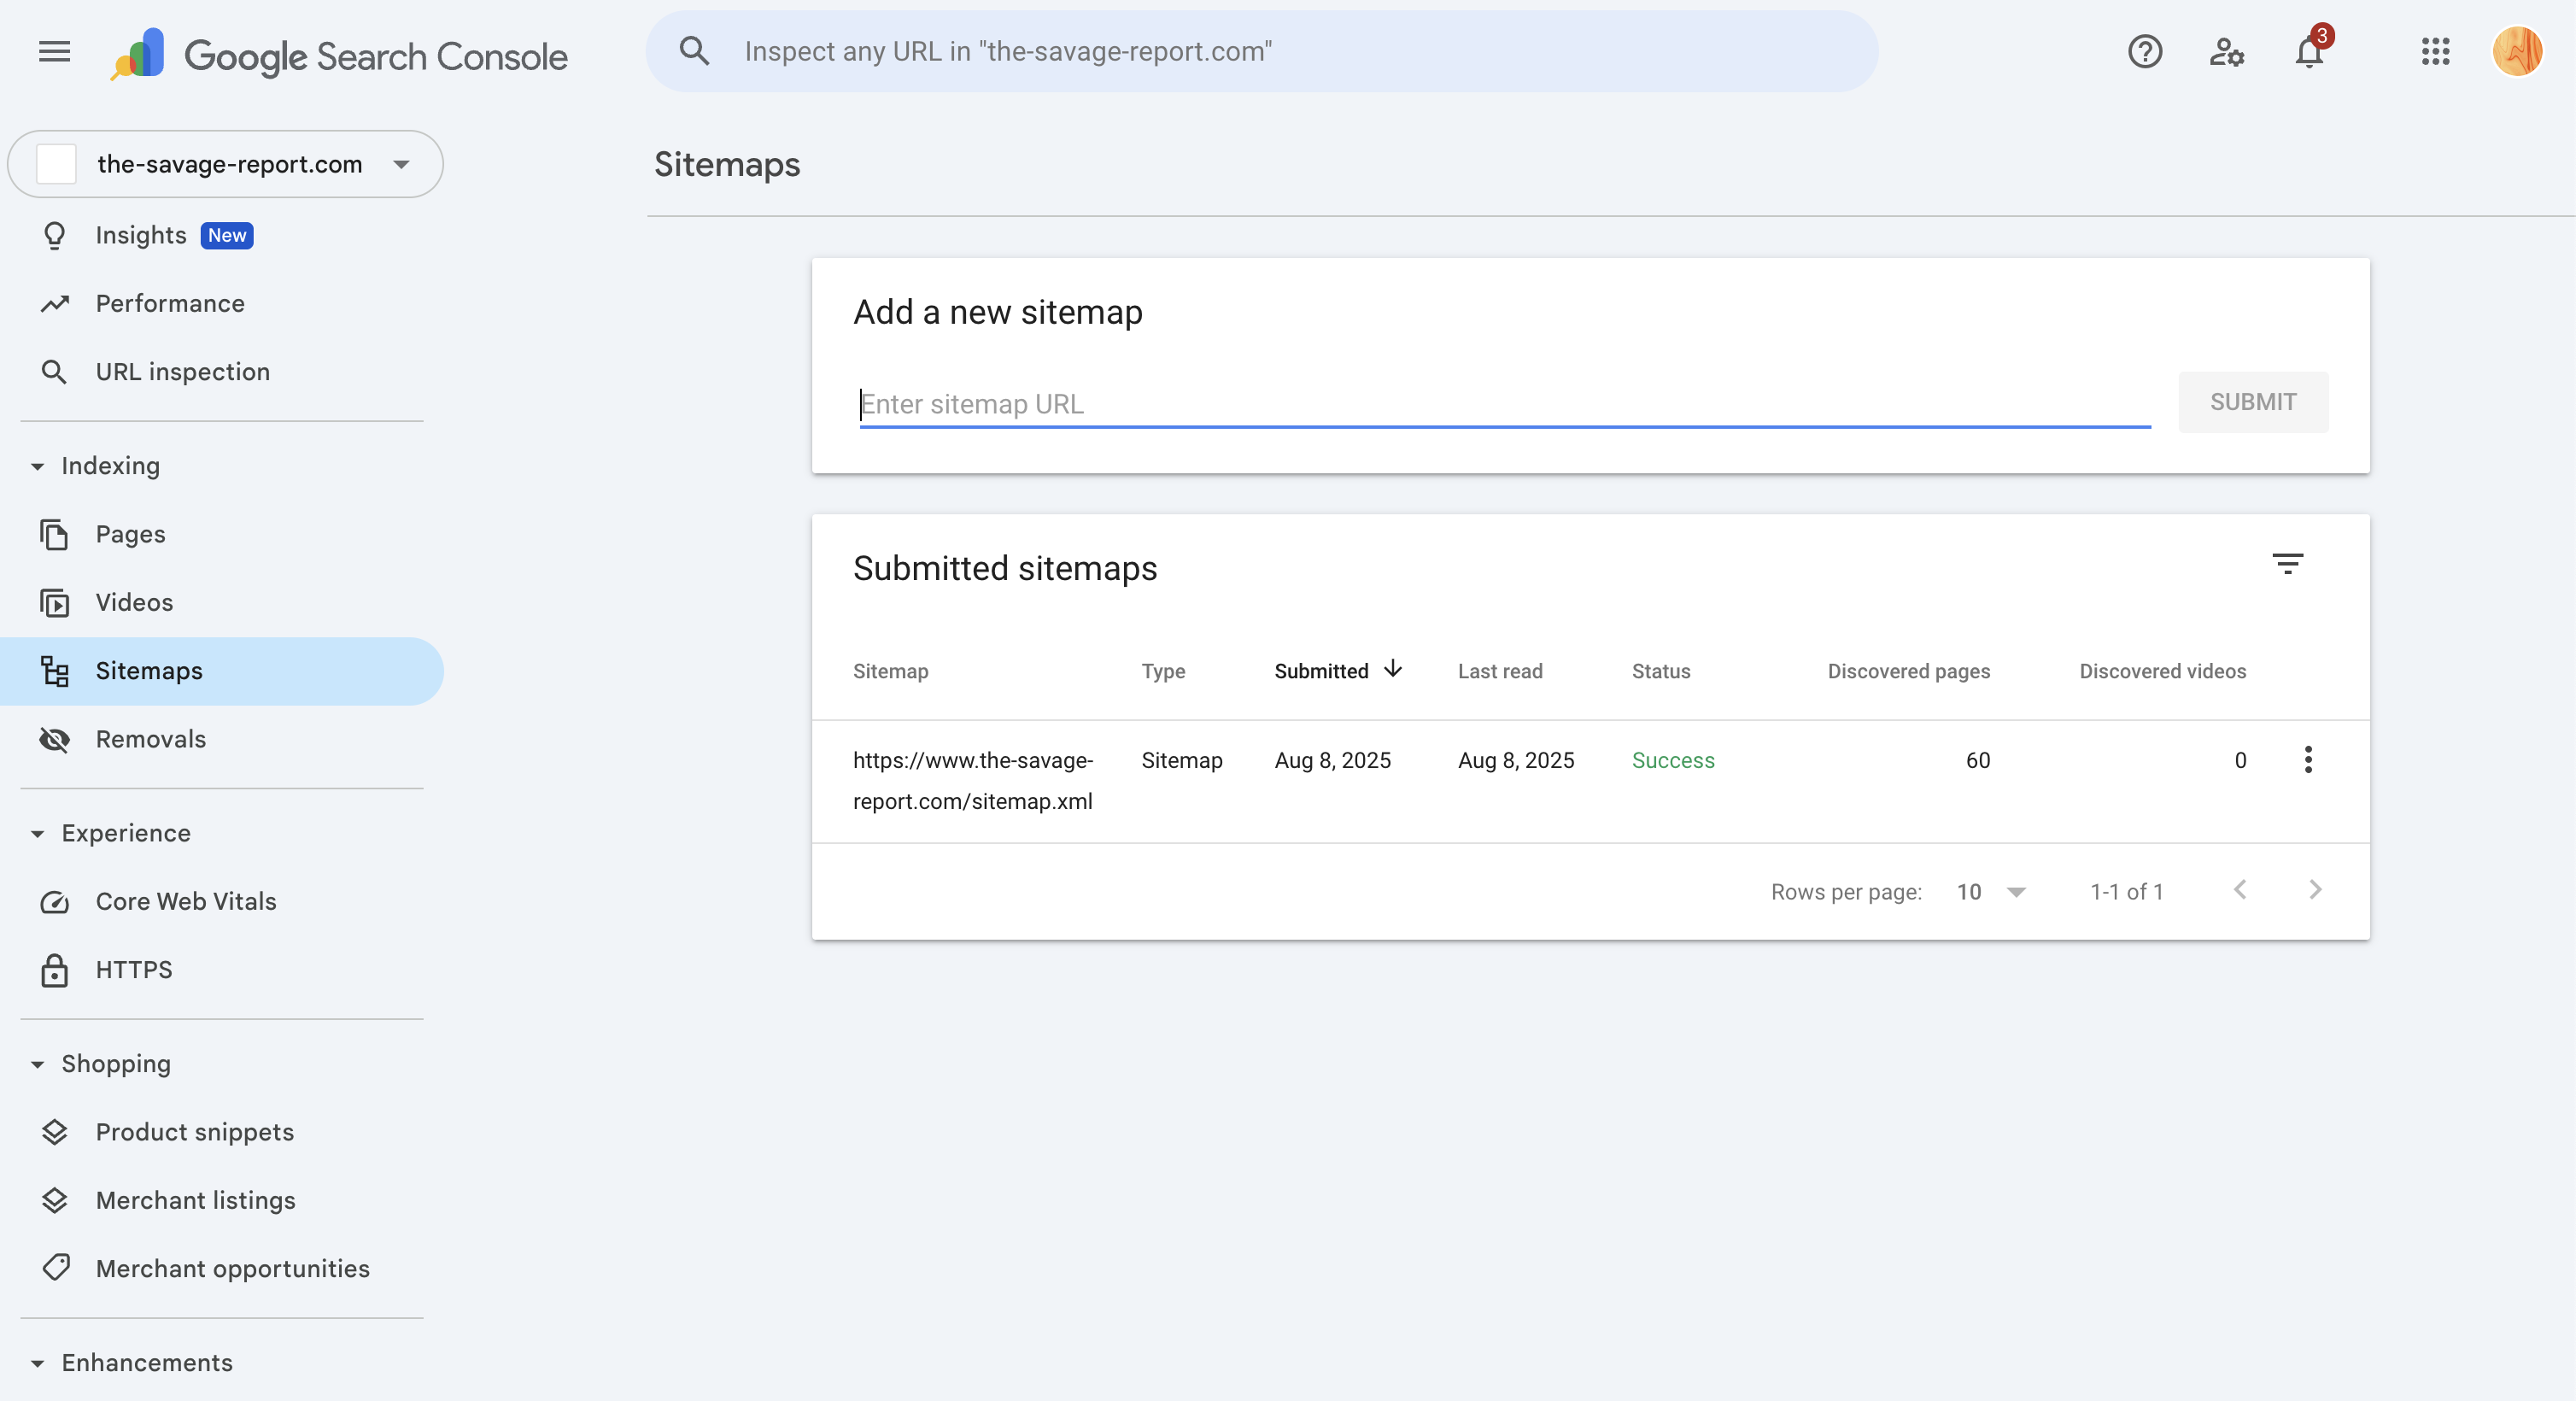 Google Search Console
Inspect any URL in "the-savage-report.com"
3
the-savage-report.com
Insights New
Performance
URL inspection
Indexing
Pages
Videos
Sitemaps
Removals
Experience
Core Web Vitals
HTTPS
Shopping
Product snippets
Merchant listings
Merchant opportunities
Enhancements
Sitemaps
Add a new sitemap
Enter sitemap URL
SUBMIT
Submitted sitemaps
Sitemap Type Submitted Last read Status Discovered pages Discovered videos
https://www.the-savage- Sitemap Aug 8, 2025 Aug 8, 2025 Success 60 0
report.com/sitemap.xml
Rows per page: 10 1-1 of 1